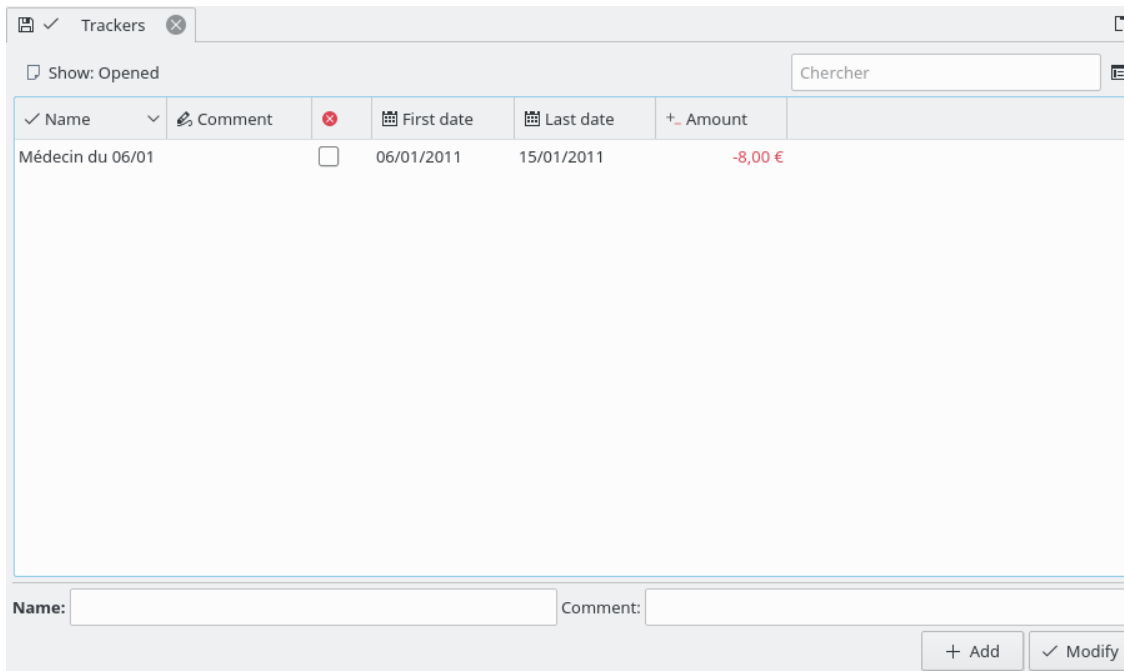 Trackers
Show: Opened
Chercher
Name Comment First date Last date Amount
Médecin du 06/01 06/01/2011 15/01/2011 -8,00 €
Name: Comment:
+ Add Modify